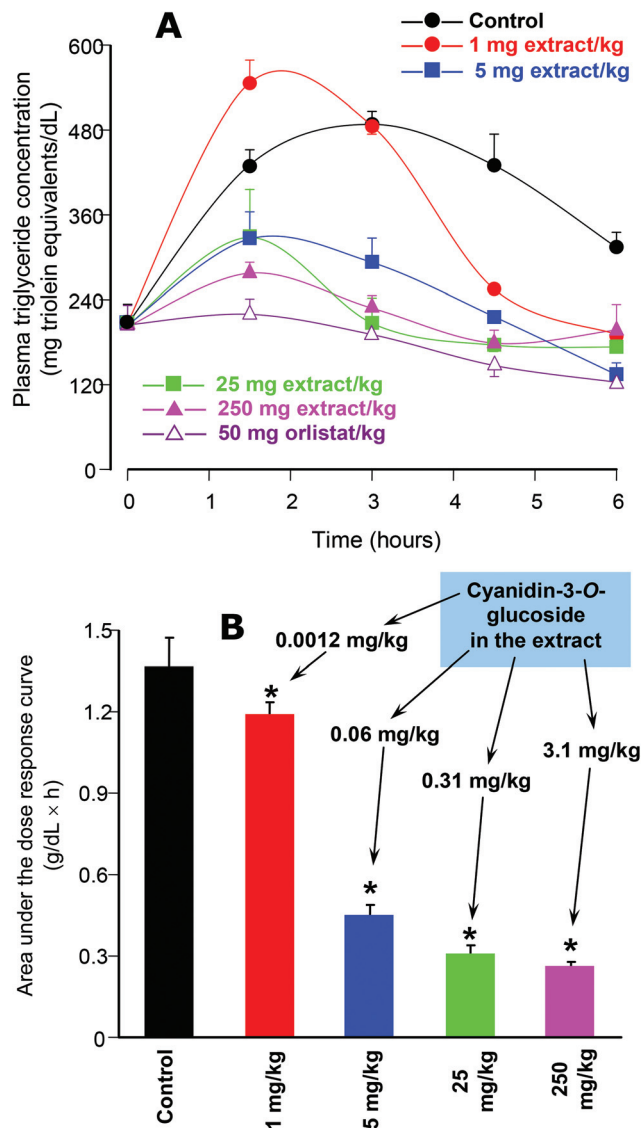 A
Control
1 mg extract/kg
5 mg extract/kg
Plasma triglyceride concentration
(mg triolein equivalents/dL)
600
480
360
240
120
0
25 mg extract/kg
250 mg extract/kg
50 mg orlistat/kg
0 1 2 3 4 5 6
Time (hours)
B
Cyanidin-3-O-
glucoside
in the extract
0.0012 mg/kg
0.06 mg/kg
0.31 mg/kg
3.1 mg/kg
Area under the dose response curve
(g/dL × h)
1.5
1.2
0.9
0.6
0.3
0
*
*
*
*
Control
1 mg/kg
5 mg/kg
25
mg/kg
250
mg/kg